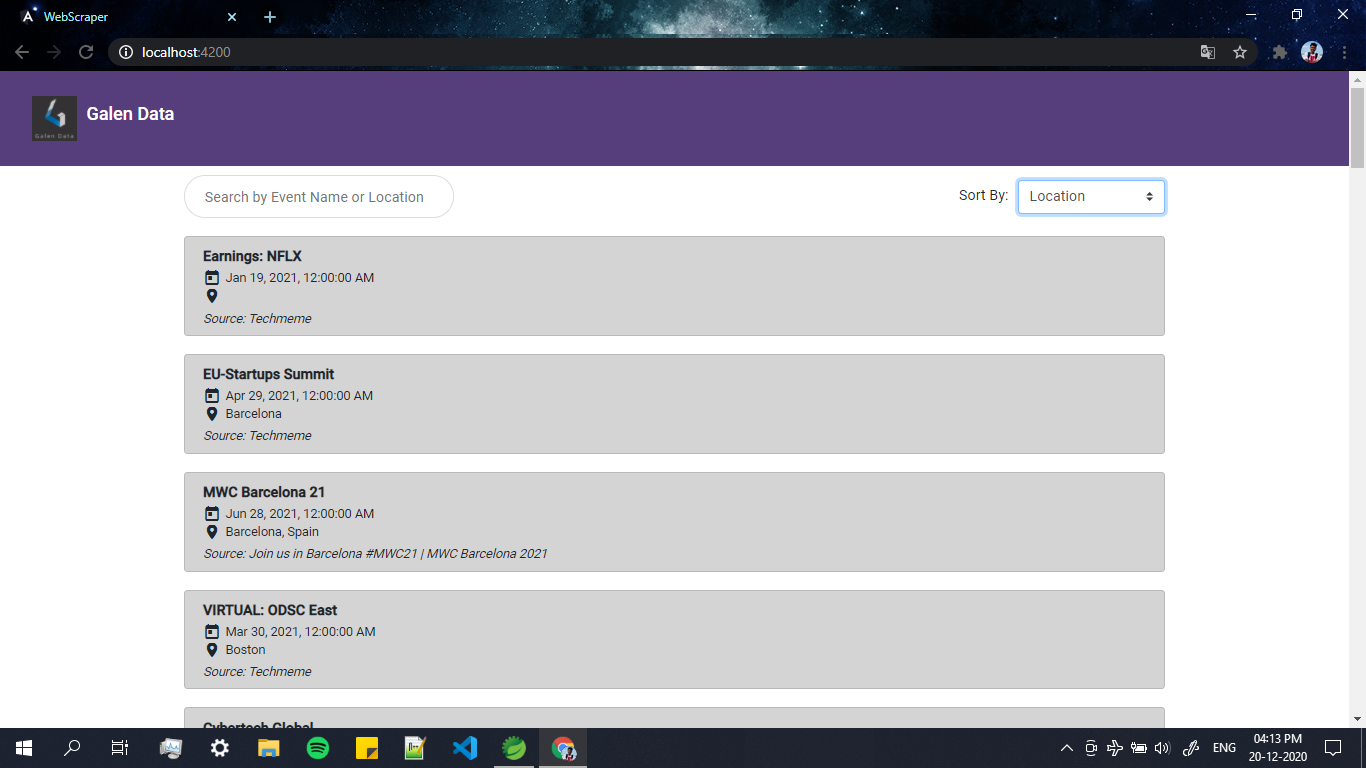 WebScraper
localhost:4200
Galen Data
Galen Data
Search by Event Name or Location
Sort By: Location
Earnings: NFLX
Jan 19, 2021, 12:00:00 AM
Source: Techmeme
EU-Startups Summit
Apr 29, 2021, 12:00:00 AM
Barcelona
Source: Techmeme
MWC Barcelona 21
Jun 28, 2021, 12:00:00 AM
Barcelona, Spain
Source: Join us in Barcelona #MWC21 | MWC Barcelona 2021
VIRTUAL: ODSC East
Mar 30, 2021, 12:00:00 AM
Boston
Source: Techmeme
Cybertech Global
ENG
04:13 PM
20-12-2020